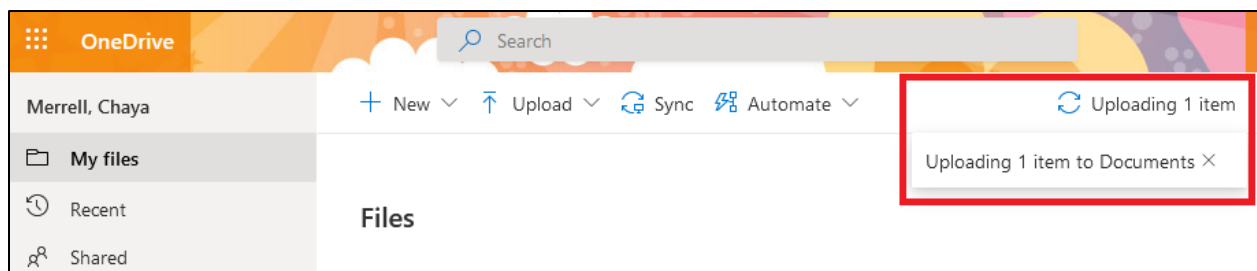 OneDrive
Search
Merrell, Chaya
New Upload Sync Automate Uploading 1 item
My files
Uploading 1 item to Documents
Recent
Files
Shared